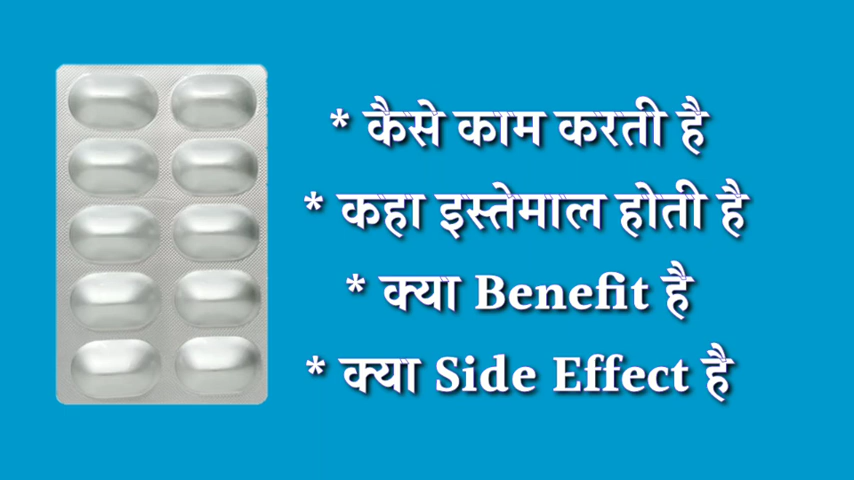 * कैसे काम करती है
* कहा इस्तेमाल होती है
* क्या Benefit है
* क्या Side Effect है